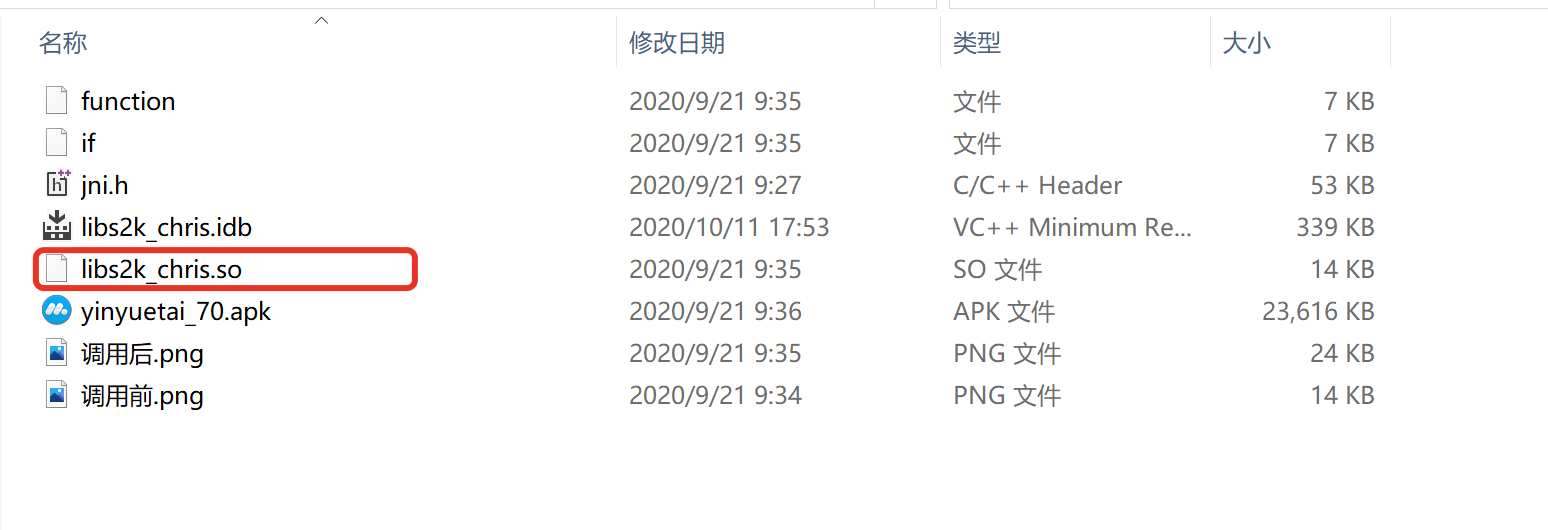 名称 修改日期 类型 大小
function 2020/9/21 9:35 文件 7 KB
if 2020/9/21 9:35 文件 7 KB
jni.h 2020/9/21 9:27 C/C++ Header 53 KB
libs2k_chris.idb 2020/10/11 17:53 VC++ Minimum Re... 339 KB
libs2k_chris.so 2020/9/21 9:35 SO 文件 14 KB
yinyuetai_70.apk 2020/9/21 9:36 APK 文件 23,616 KB
调用后.png 2020/9/21 9:35 PNG 文件 24 KB
调用前.png 2020/9/21 9:34 PNG 文件 14 KB